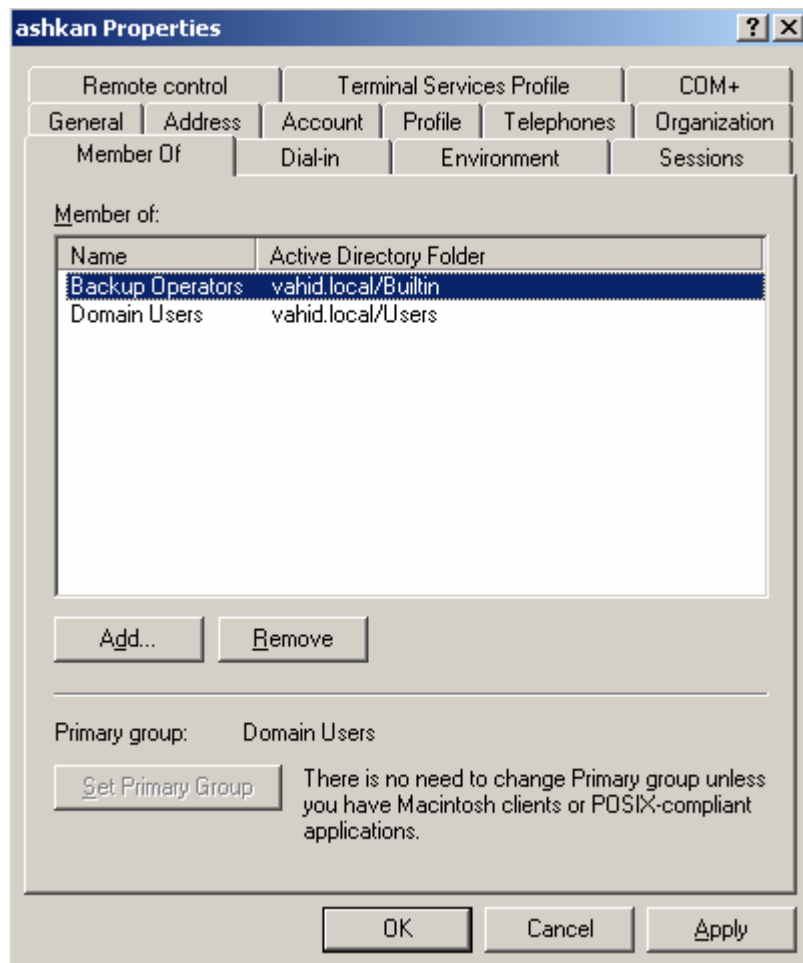 ashkan Properties
Remote control Terminal Services Profile COM+
General Address Account Profile Telephones Organization
Member Of Dial-in Environment Sessions
Member of:
Name Active Directory Folder
Backup Operators vahid.local/Builtin
Domain Users vahid.local/Users
Add... Remove
Primary group: Domain Users
Set Primary Group There is no need to change Primary group unless
you have Macintosh clients or POSIX-compliant
applications.
OK Cancel Apply